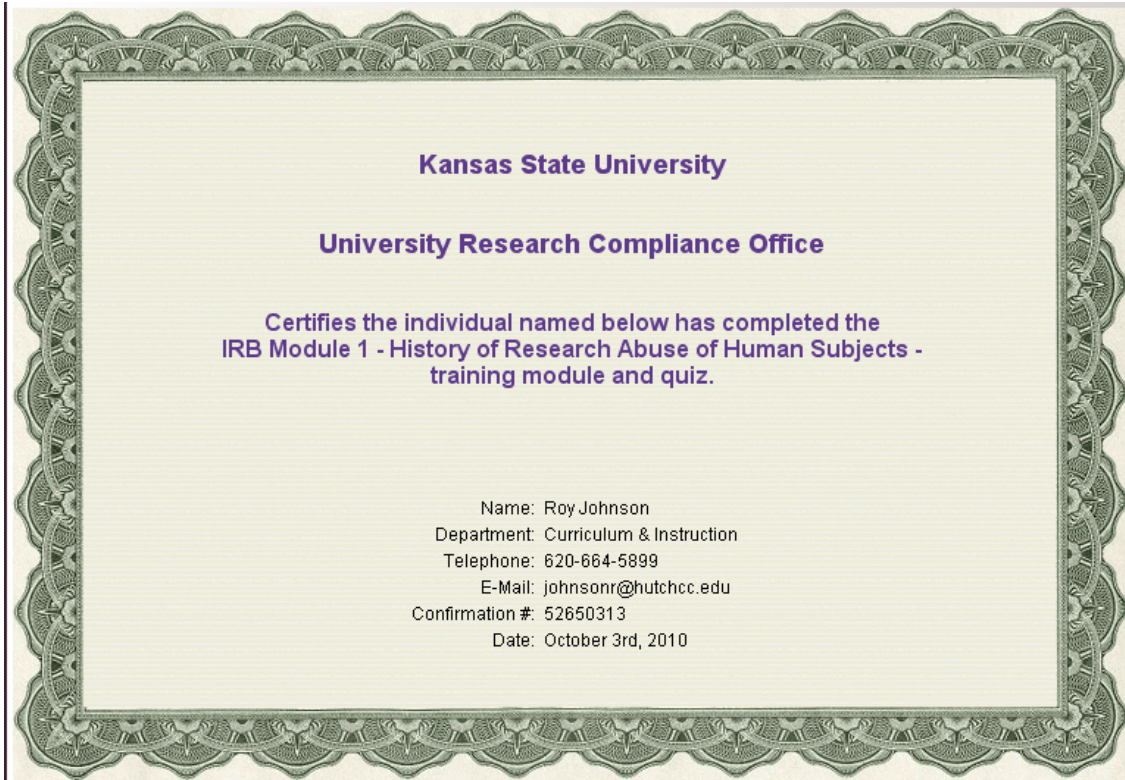 Kansas State University
University Research Compliance Office
Certifies the individual named below has completed the
IRB Module 1 - History of Research Abuse of Human Subjects -
training module and quiz.
Name: Roy Johnson
Department: Curriculum & Instruction
Telephone: 620-664-5899
E-Mail: johnsonr@hutchcc.edu
Confirmation #: 52650313
Date: October 3rd, 2010